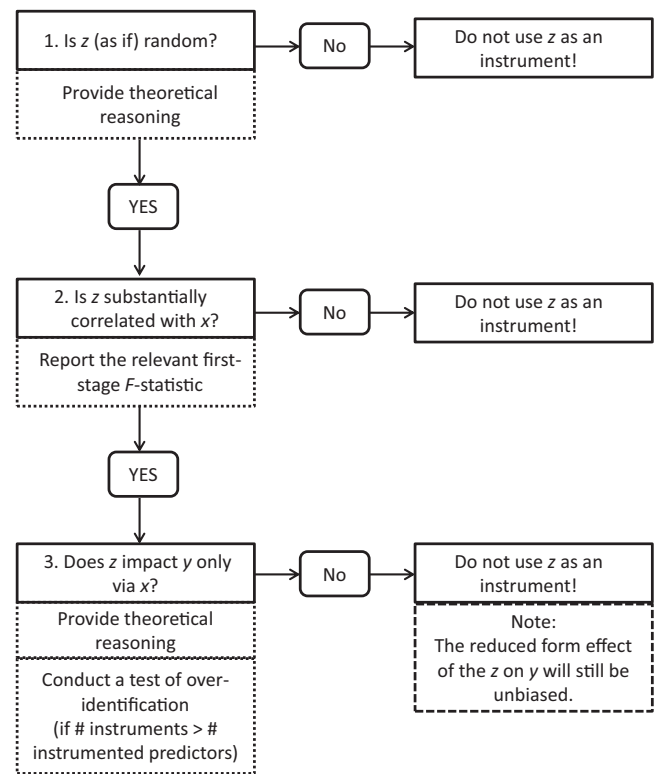 1. Is z (as if) random?
No
Do not use z as an
instrument!
Provide theoretical
reasoning
YES
2. Is z substantially
correlated with x?
No
Do not use z as an
instrument!
Report the relevant first-
stage F-statistic
YES
3. Does z impact y only
via x?
No
Do not use z as an
instrument!
Provide theoretical
reasoning
Note:
The reduced form effect
of the z on y will still be
unbiased.
Conduct a test of over-
identification
(if # instruments > #
instrumented predictors)